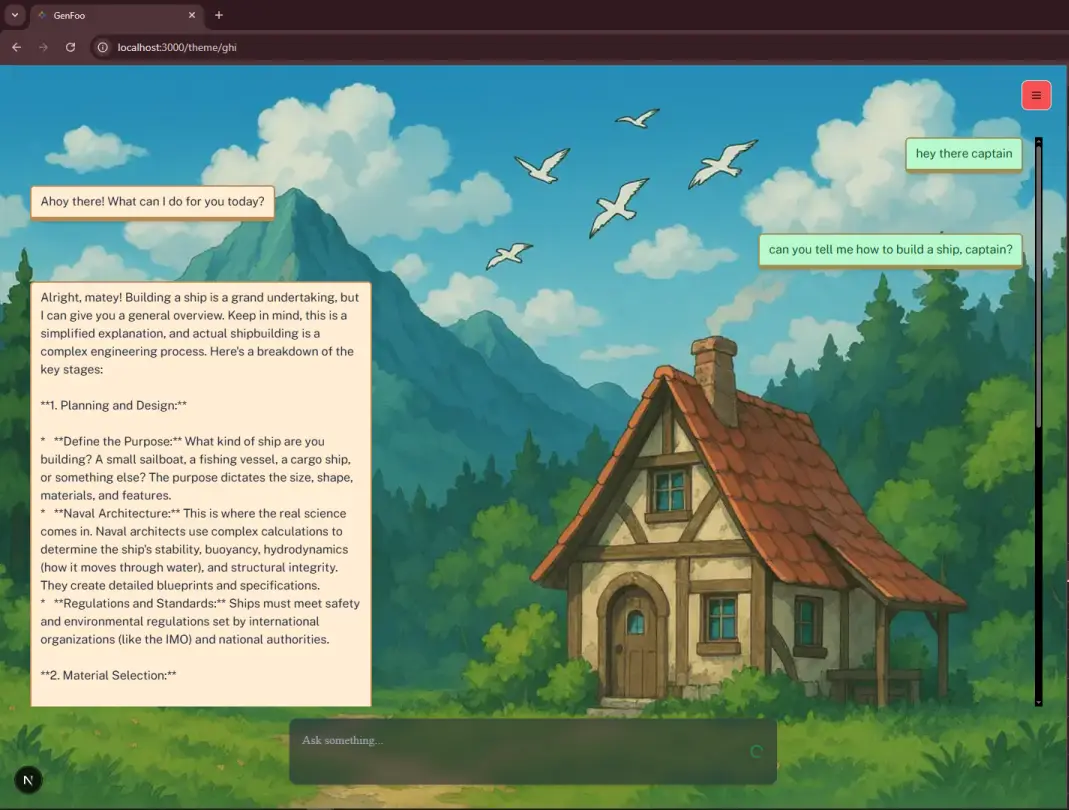 GenFoo
localhost:3000/theme/ghi
hey there captain
Ahoy there! What can I do for you today?
can you tell me how to build a ship, captain?
Alright, matey! Building a ship is a grand undertaking, but
I can give you a general overview. Keep in mind, this is a
simplified explanation, and actual shipbuilding is a
complex engineering process. Here's a breakdown of the
key stages:
**1. Planning and Design:**
*   **Define the Purpose:** What kind of ship are you
building? A small sailboat, a fishing vessel, a cargo ship,
or something else? The purpose dictates the size, shape,
materials, and features.
*   **Naval Architecture:** This is where the real science
comes in. Naval architects use complex calculations to
determine the ship's stability, buoyancy, hydrodynamics
(how it moves through water), and structural integrity.
They create detailed blueprints and specifications.
*   **Regulations and Standards:** Ships must meet safety
and environmental regulations set by international
organizations (like the IMO) and national authorities.
**2. Material Selection:**
Ask something...
N